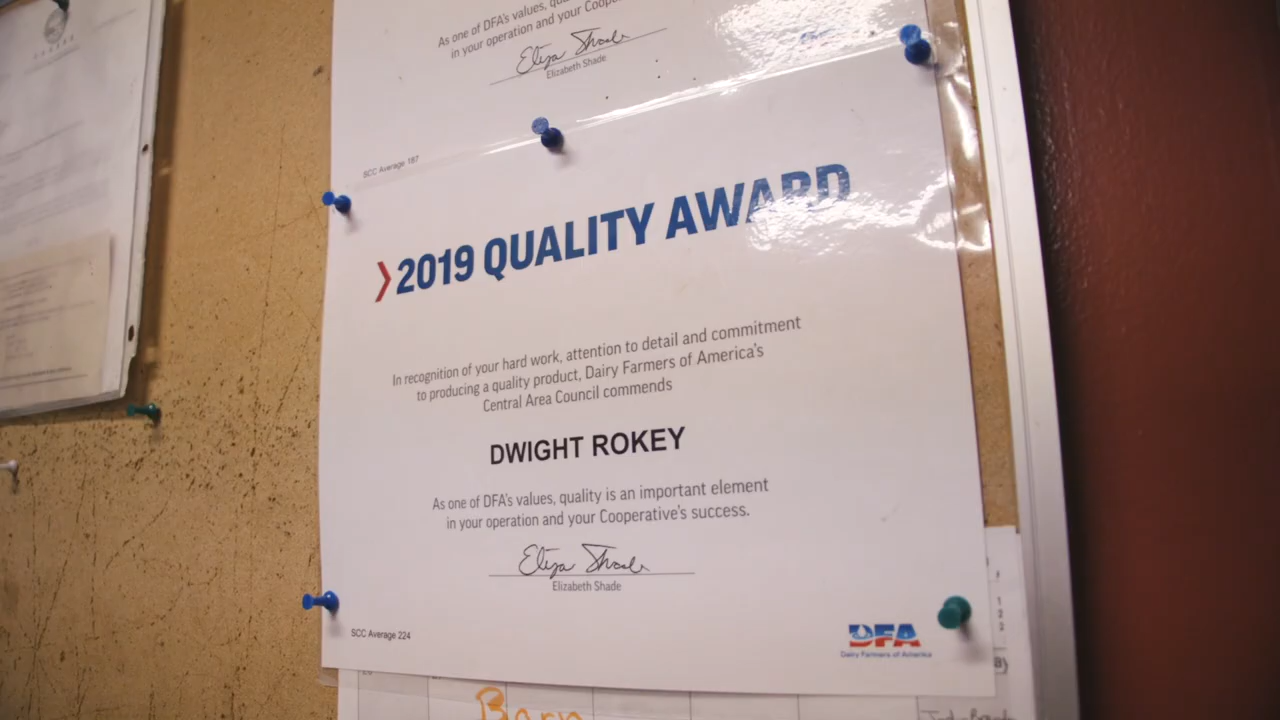 As one of DFA's values,
in your operation and your
Elizabeth Shade
SCC Average 187
2019 QUALITY AWARD
In recognition of your hard work, attention to detail and commitment
to producing a quality product, Dairy Farmers of America's
Central Area Council commends
DWIGHT ROKEY
As one of DFA's values, quality is an important element
in your operation and your Cooperative's success.
Eliza Shade
Elizabeth Shade
SCC Average 224
DFA
Dairy Farmers of America
Barn